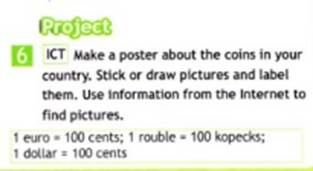 Project
6 ICT Make a poster about the coins in your
country. Stick or draw pictures and label
them. Use information from the Internet to
find pictures.
1 euro = 100 cents; 1 rouble = 100 kopecks;
1 dollar = 100 cents